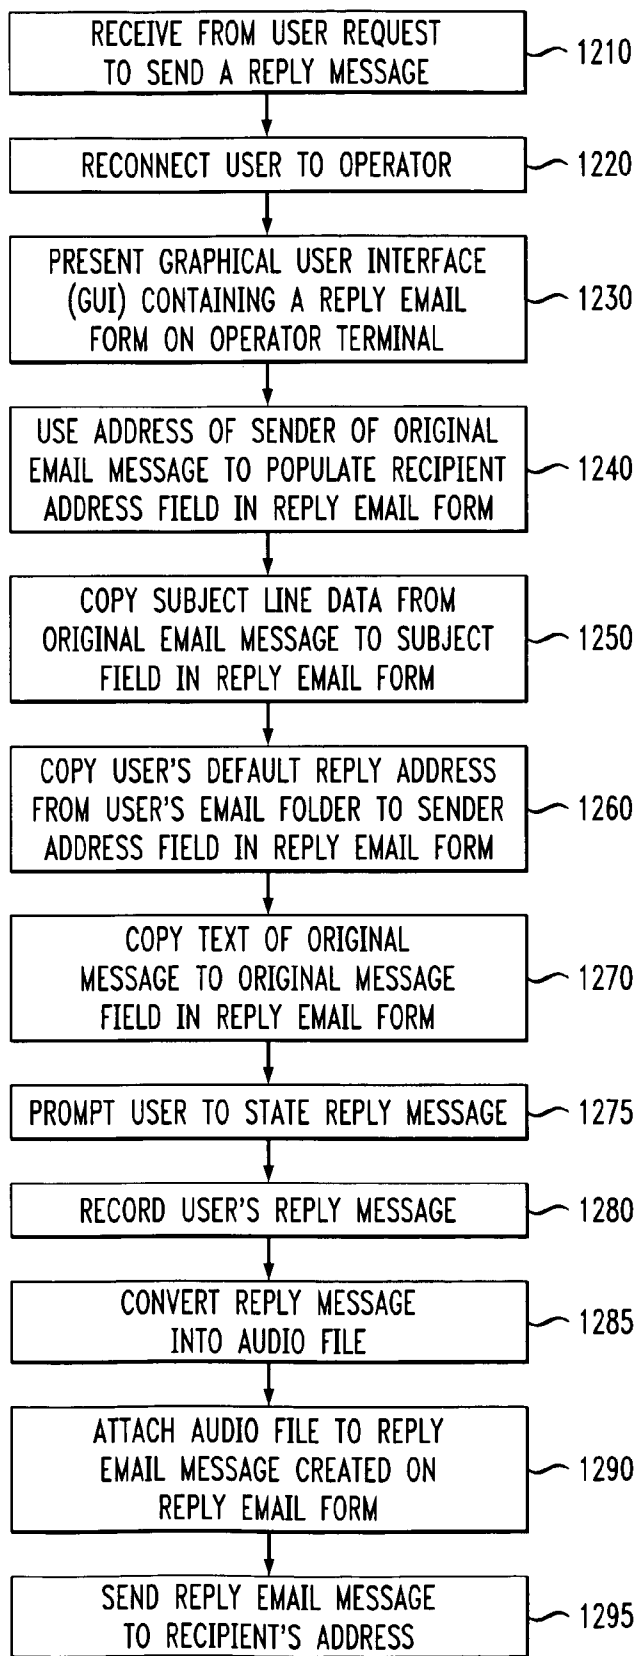 RECEIVE FROM USER REQUEST
TO SEND A REPLY MESSAGE
1210
RECONNECT USER TO OPERATOR
1220
PRESENT GRAPHICAL USER INTERFACE
(GUI) CONTAINING A REPLY EMAIL
FORM ON OPERATOR TERMINAL
1230
USE ADDRESS OF SENDER OF ORIGINAL
EMAIL MESSAGE TO POPULATE RECIPIENT
ADDRESS FIELD IN REPLY EMAIL FORM
1240
COPY SUBJECT LINE DATA FROM
ORIGINAL EMAIL MESSAGE TO SUBJECT
FIELD IN REPLY EMAIL FORM
1250
COPY USER'S DEFAULT REPLY ADDRESS
FROM USER'S EMAIL FOLDER TO SENDER
ADDRESS FIELD IN REPLY EMAIL FORM
1260
COPY TEXT OF ORIGINAL
MESSAGE TO ORIGINAL MESSAGE
FIELD IN REPLY EMAIL FORM
1270
PROMPT USER TO STATE REPLY MESSAGE
1275
RECORD USER'S REPLY MESSAGE
1280
CONVERT REPLY MESSAGE
INTO AUDIO FILE
1285
ATTACH AUDIO FILE TO REPLY
EMAIL MESSAGE CREATED ON
REPLY EMAIL FORM
1290
SEND REPLY EMAIL MESSAGE
TO RECIPIENT'S ADDRESS
1295